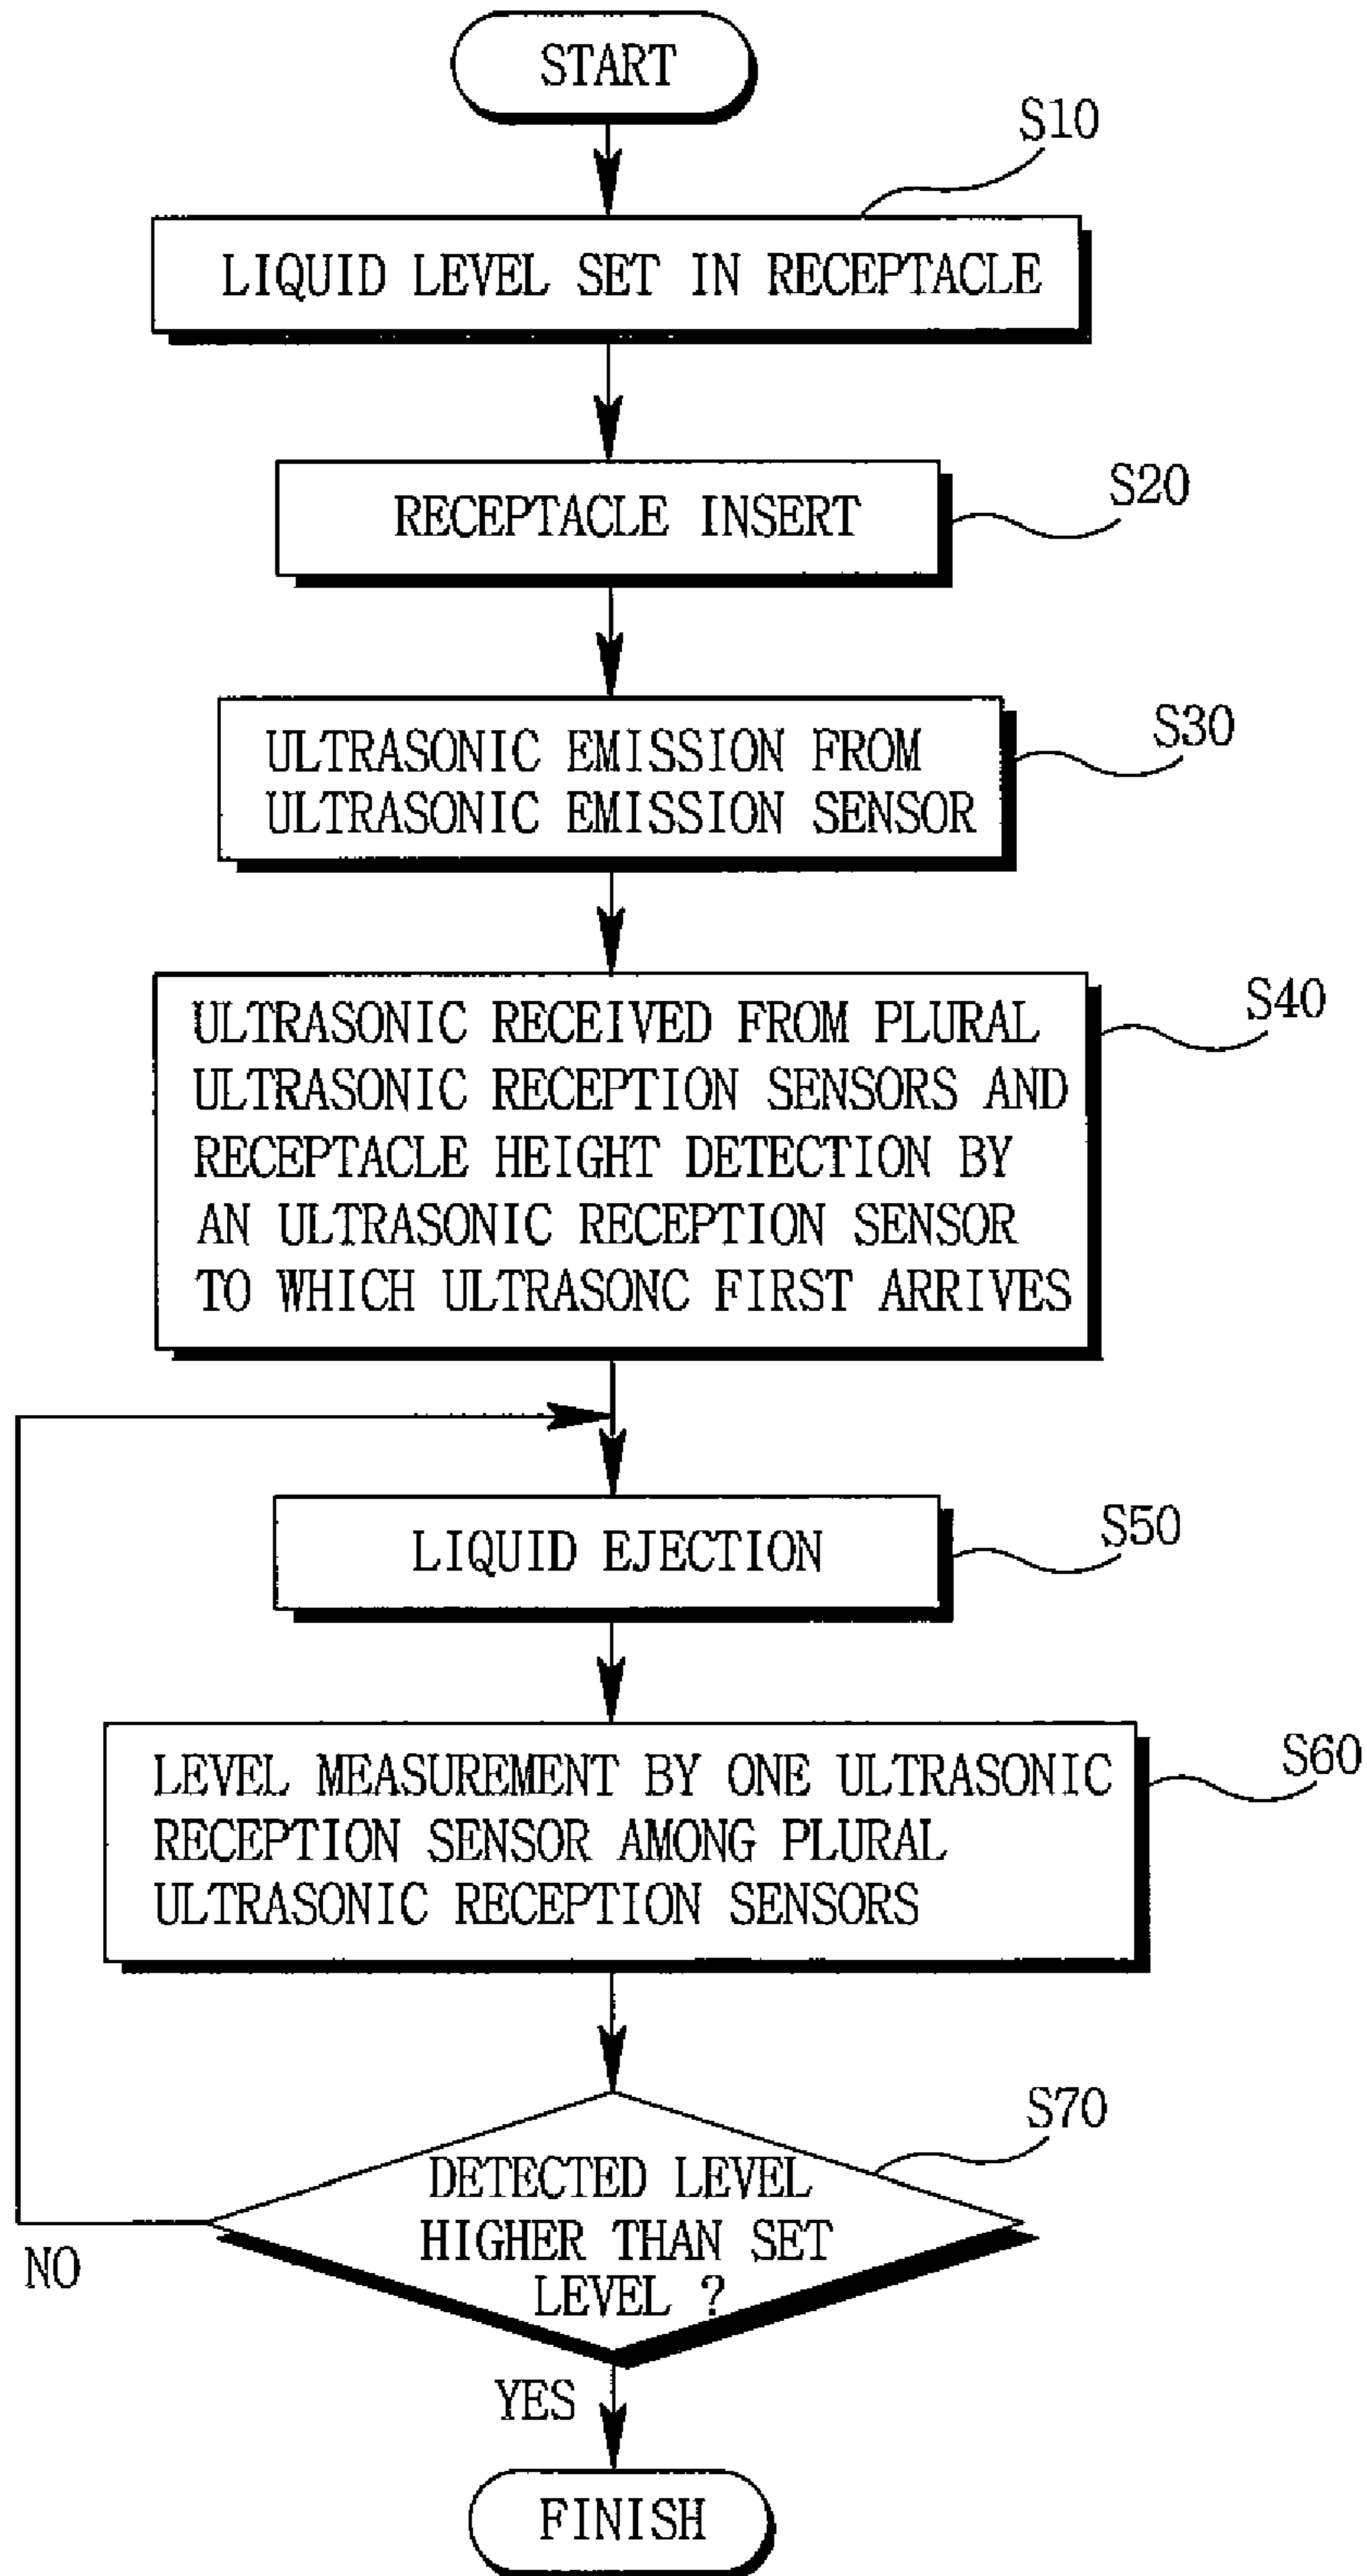 START
S10
LIQUID LEVEL SET IN RECEPTACLE
S20
RECEPTACLE INSERT
S30
ULTRASONIC EMISSION FROM
ULTRASONIC EMISSION SENSOR
S40
ULTRASONIC RECEIVED FROM PLURAL
ULTRASONIC RECEPTION SENSORS AND
RECEPTACLE HEIGHT DETECTION BY
AN ULTRASONIC RECEPTION SENSOR
TO WHICH ULTRASONC FIRST ARRIVES
S50
LIQUID EJECTION
S60
LEVEL MEASUREMENT BY ONE ULTRASONIC
RECEPTION SENSOR AMONG PLURAL
ULTRASONIC RECEPTION SENSORS
S70
DETECTED LEVEL
HIGHER THAN SET
LEVEL ?
NO
YES
FINISH